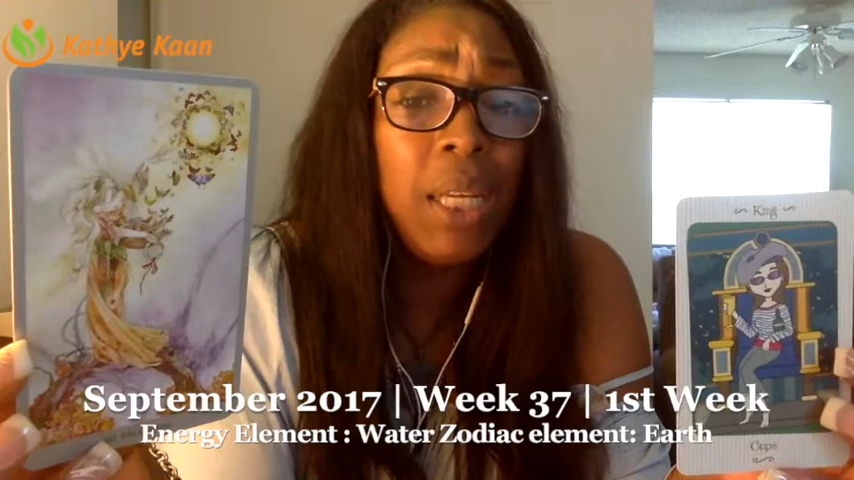 Kathye Kaan
King
September 2017 | Week 37 | 1st Week
Energy Element : Water Zodiac element: Earth
Cups